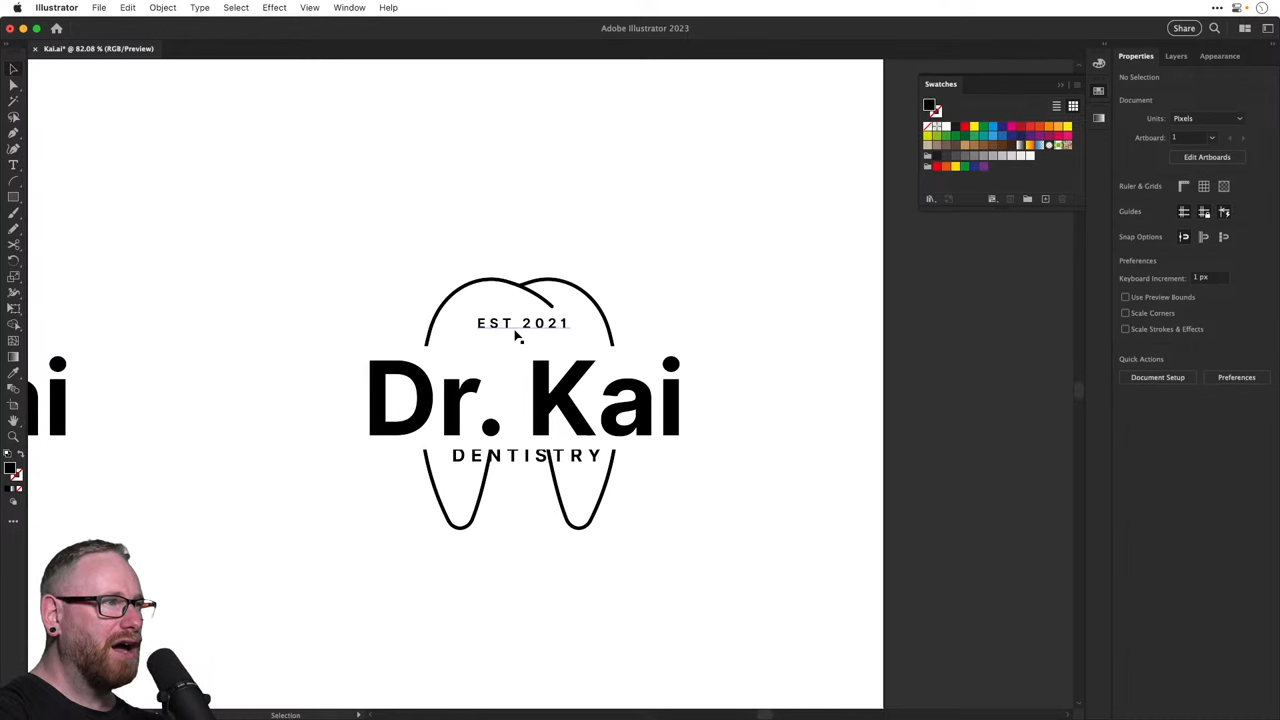 Illustrator File Edit Object Type Select Effect View Window Help
Adobe Illustrator 2023
Share
Kai.ai* @ 82.08 % (RGB/Preview)
Swatches
Properties Layers Appearance
No Selection
Document
Units: Pixels
Artboard: 1
Edit Artboards
Ruler & Grids
Guides
Snap Options
Preferences
Keyboard Increment: 1 px
Use Preview Bounds
Scale Corners
Scale Strokes & Effects
Quick Actions
Document Setup Preferences
EST 2021
ai Dr. Kai
DENTISTRY
Selection